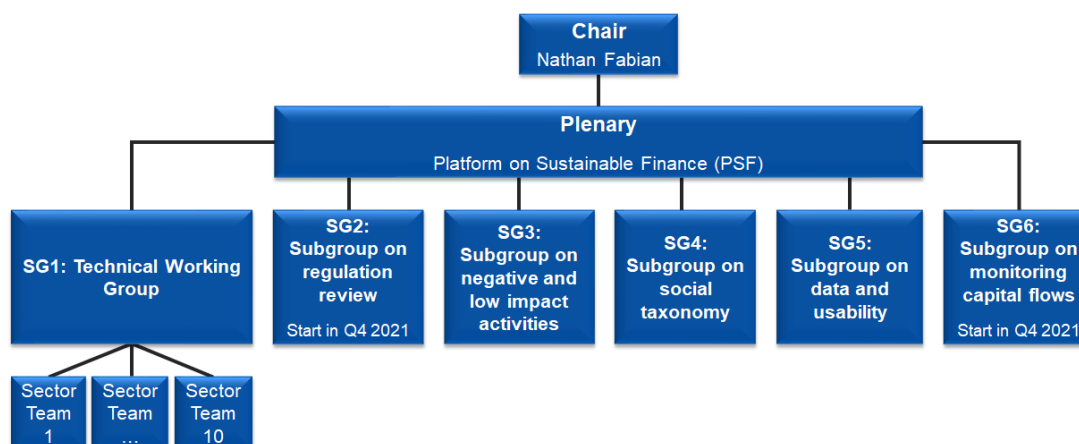 Chair
Nathan Fabian
Plenary
Platform on Sustainable Finance (PSF)
SG1: Technical Working
Group
SG2:
Subgroup on
regulation
review
Start in Q4 2021
SG3:
Subgroup on
negative and
low impact
activities
SG4:
Subgroup on
social
taxonomy
SG5:
Subgroup on
data and
usability
SG6:
Subgroup on
monitoring
capital flows
Start in Q4 2021
Sector
Team
1
Sector
Team
...
Sector
Team
10